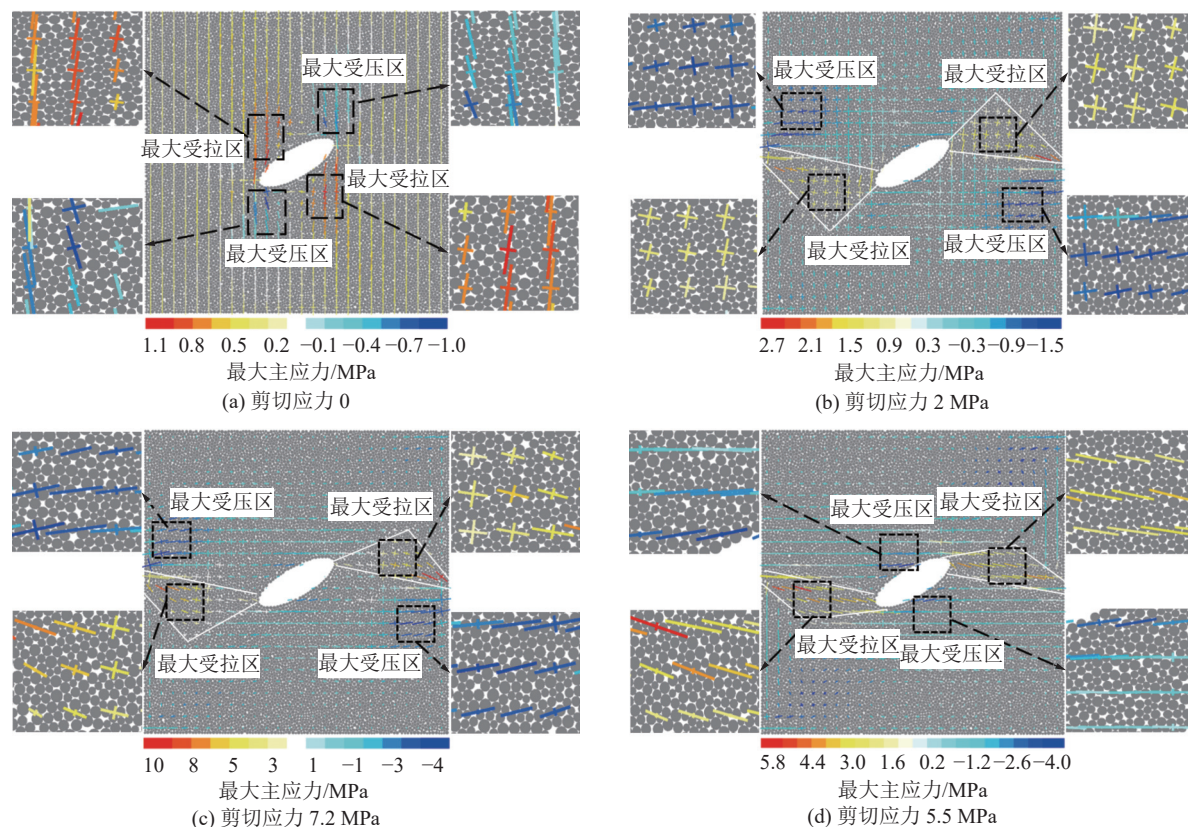 最大受压区
最大受拉区
最大受拉区
最大受压区
1.1 0.8 0.5 0.2 −0.1 −0.4 −0.7 −1.0
最大主应力/MPa
(a) 剪切应力 0
最大受压区
最大受拉区
最大受拉区
最大受压区
2.7 2.1 1.5 0.9 0.3 −0.3 −0.9 −1.5
最大主应力/MPa
(b) 剪切应力 2 MPa
最大受压区
最大受拉区
最大受拉区
最大受压区
10 8 5 3 1 −1 −3 −4
最大主应力/MPa
(c) 剪切应力 7.2 MPa
最大受压区
最大受拉区
最大受拉区
最大受压区
5.8 4.4 3.0 1.6 0.2 −1.2 −2.6 −4.0
最大主应力/MPa
(d) 剪切应力 5.5 MPa